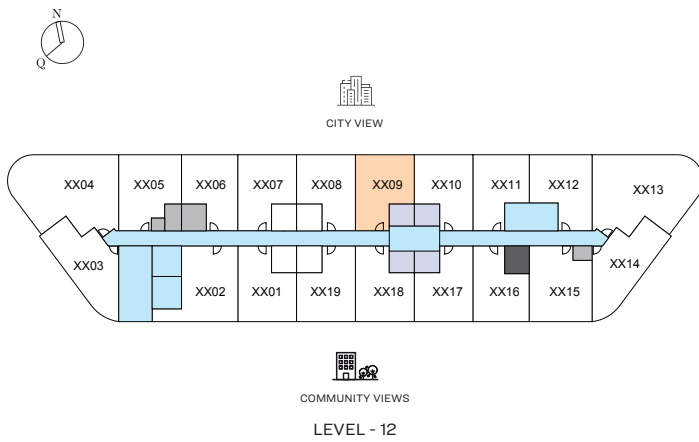 N
Q
CITY VIEW
XX04 XX05 XX06 XX07 XX08 XX09 XX10 XX11 XX12 XX13
XX03 XX02 XX01 XX19 XX18 XX17 XX16 XX15 XX14
COMMUNITY VIEWS
LEVEL - 12